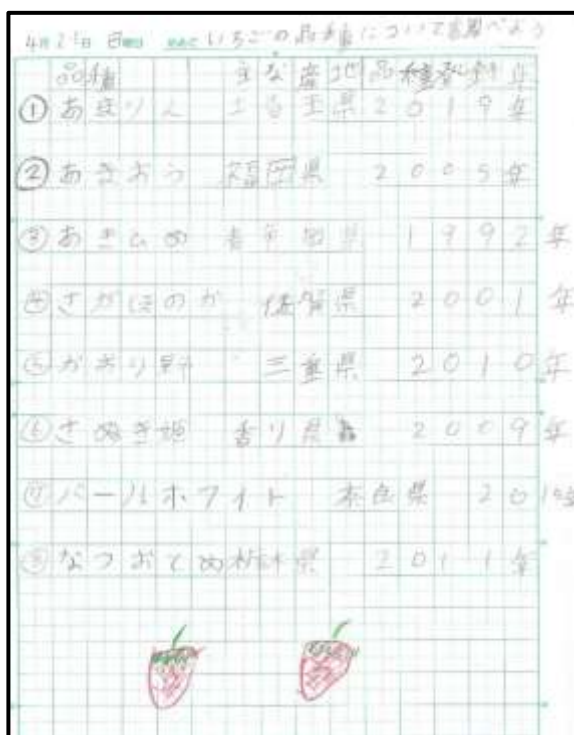 4月21日 日曜日 めあて いちごの品種について調べよう
品種 主な産地 品種登録年
①あまりん 埼玉県 2019年
②あまおう 福岡県 2005年
③あきひめ 静岡県 1992年
④さがほのか 佐賀県 2001年
⑤かおり野 三重県 2010年
⑥さぬき姫 香川県 2009年
⑦パールホワイト 奈良県 201
⑧なつおとめ 栃木県 2011年